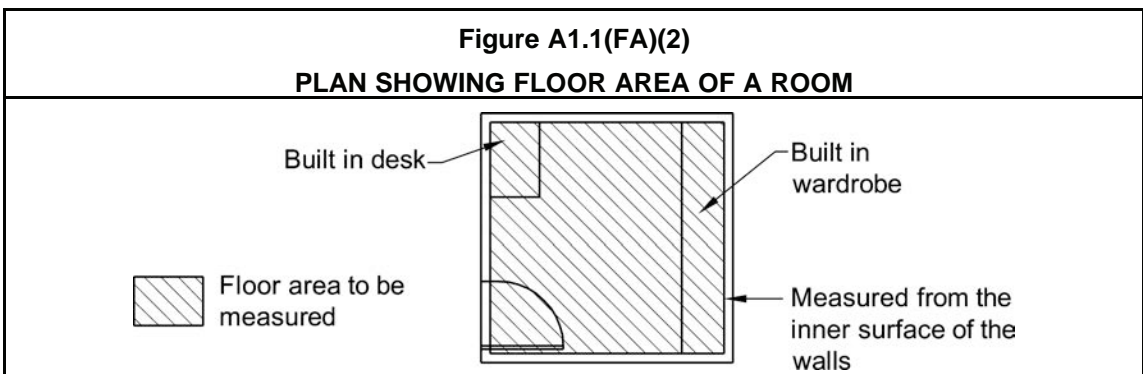 Figure A1.1(FA)(2)
PLAN SHOWING FLOOR AREA OF A ROOM
Built in desk
Built in
wardrobe
Floor area to be
measured
Measured from the
inner surface of the
walls